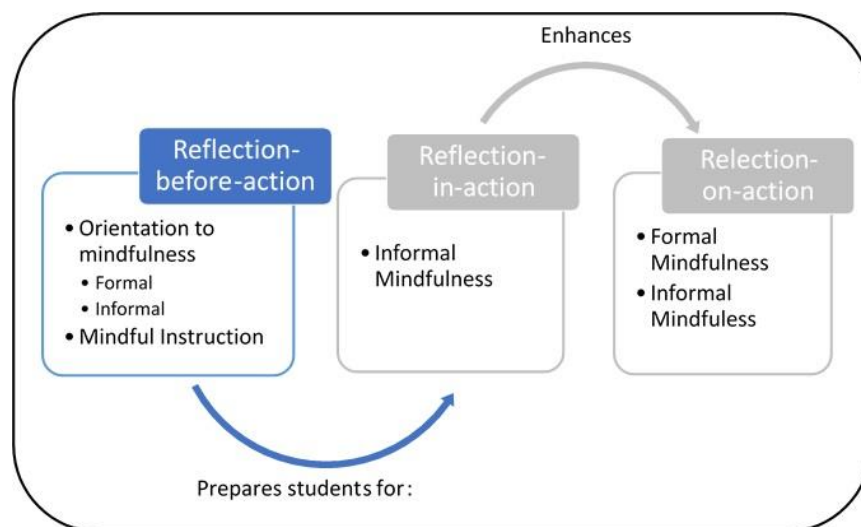 Enhances
Reflection-
before-action
• Orientation to
mindfulness
• Formal
• Informal
• Mindful Instruction
Reflection-
in-action
• Informal
Mindfulness
Relection-
on-action
• Formal
Mindfulness
• Informal
Mindfuless
Prepares students for: